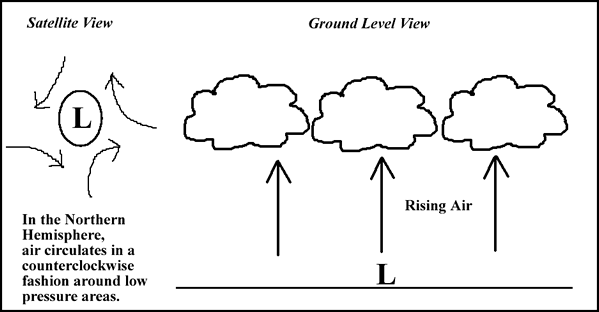 Satellite View
Ground Level View
L
Rising Air
L
In the Northern
Hemisphere,
air circulates in a
counterclockwise
fashion around low
pressure areas.